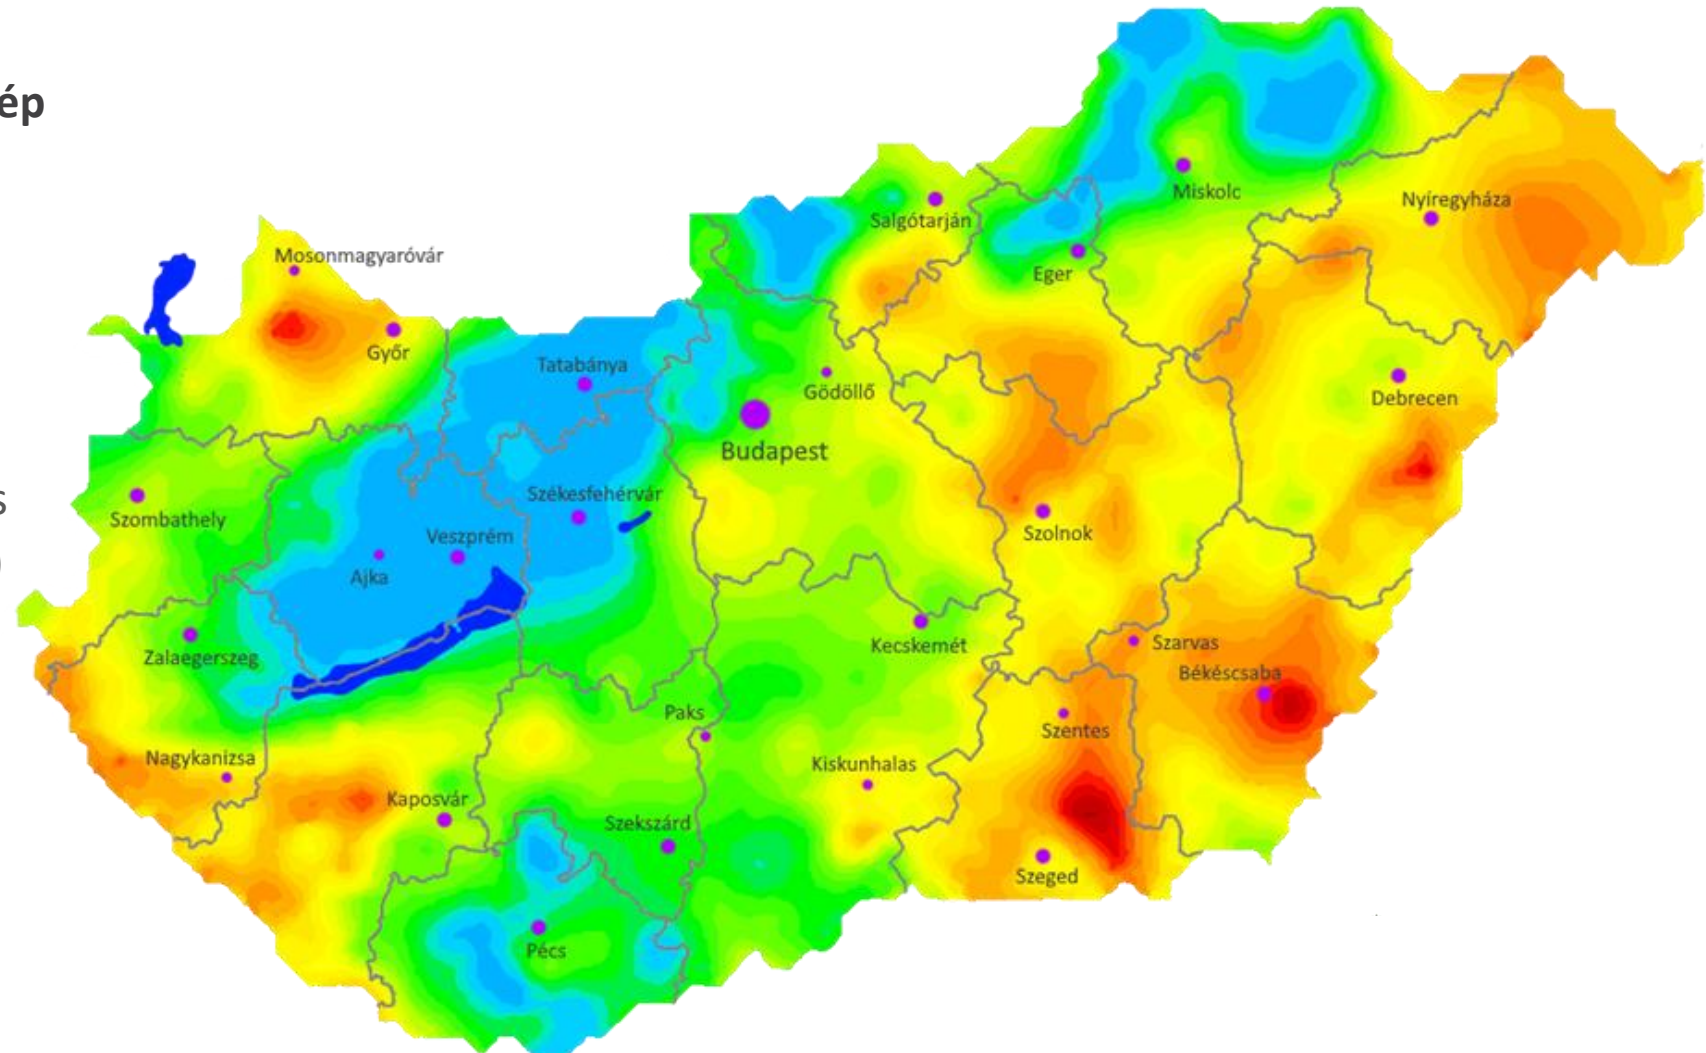 ép
s
)
Miskolc
Salgótarján
Nyíregyháza
Mosonmagyaróvár
Eger
Győr
Tatabánya
Gödöllő
Debrecen
Budapest
Székesfehérvár
Szombathely
Szolnok
Veszprém
Ajka
Kecskemét
Szarvas
Zalaegerszeg
Békéscsaba
Paks
Szentes
Nagykanizsa
Kiskunhalas
Kaposvár
Szekszárd
Szeged
Pécs